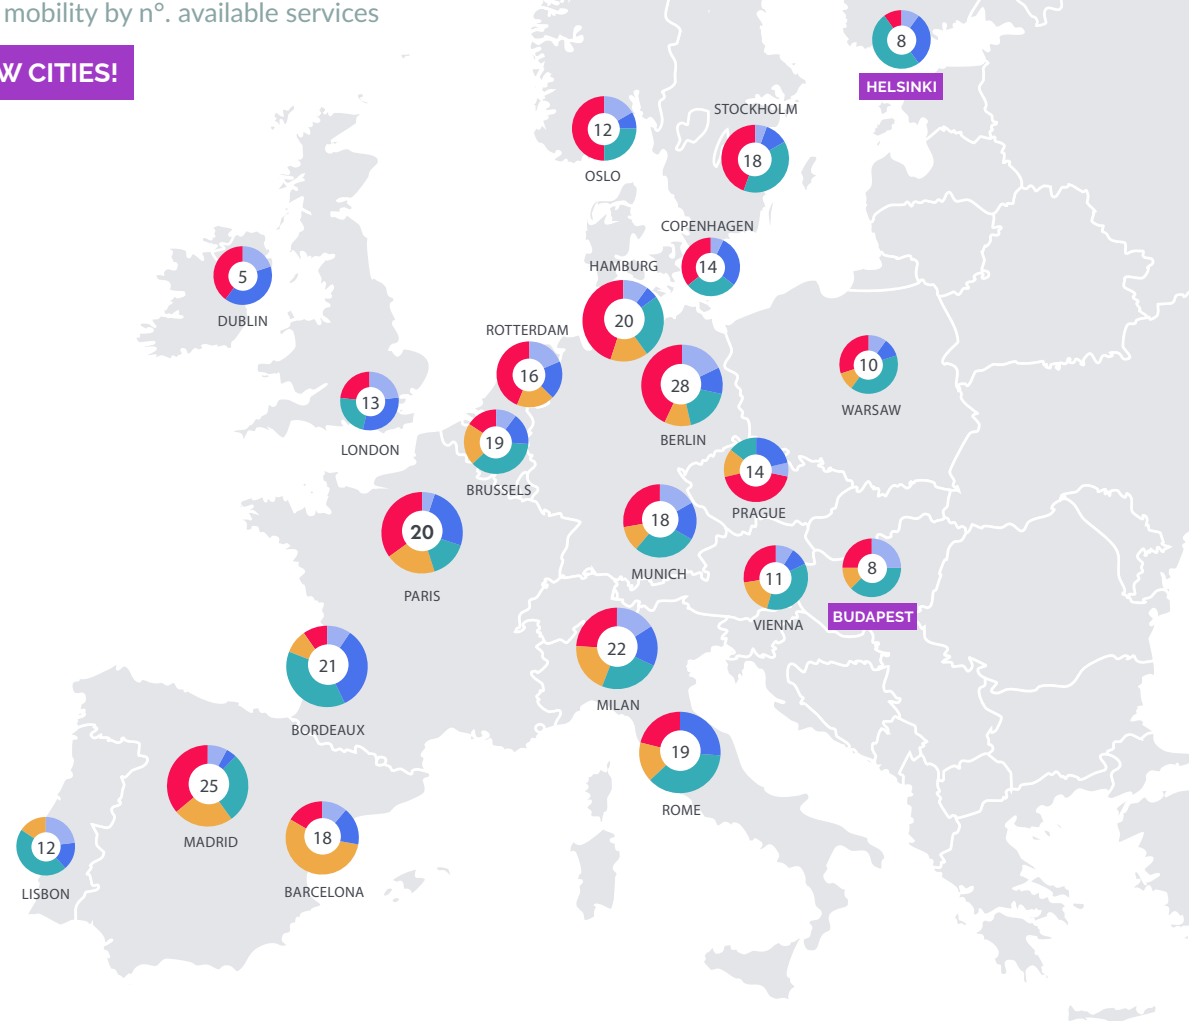 mobility by n°. available services
W CITIES!
8
HELSINKI
STOCKHOLM
12
18
OSLO
COPENHAGEN
HAMBURG
14
5
DUBLIN
20
ROTTERDAM
16
10
28
WARSAW
13
BERLIN
LONDON
19
BRUSSELS
14
PRAGUE
20
18
PARIS
MUNICH
11
8
VIENNA
BUDAPEST
22
21
MILAN
BORDEAUX
19
ROME
25
MADRID
18
12
BARCELONA
LISBON